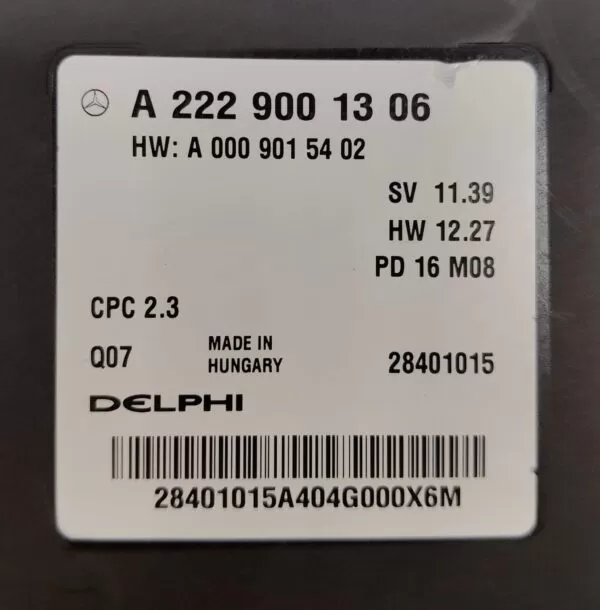 A 222 900 13 06
HW: A 000 901 54 02
SV 11.39
HW 12.27
PD 16 M08
CPC 2.3
Q07
MADE IN
HUNGARY
28401015
DELPHI
28401015A404G000X6M